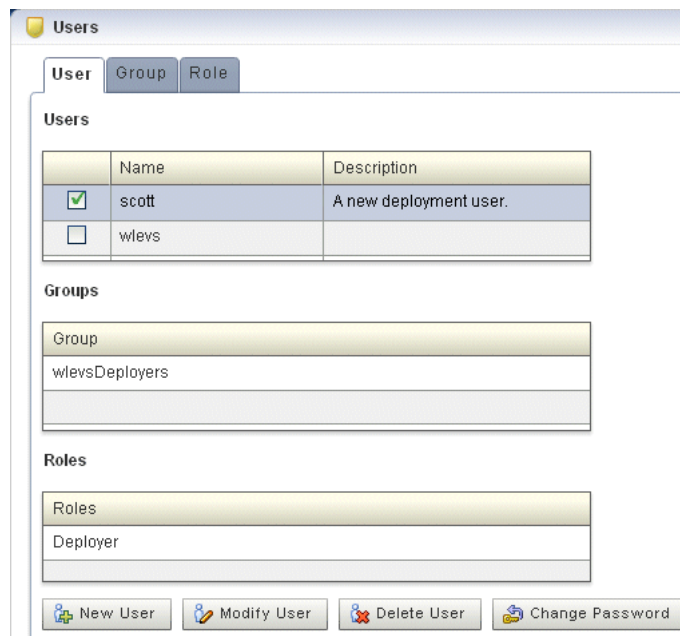 Users
User Group Role
Users
Name Description
scott A new deployment user.
wlevs
Groups
Group
wlevsDeployers
Roles
Roles
Deployer
New User Modify User Delete User Change Password